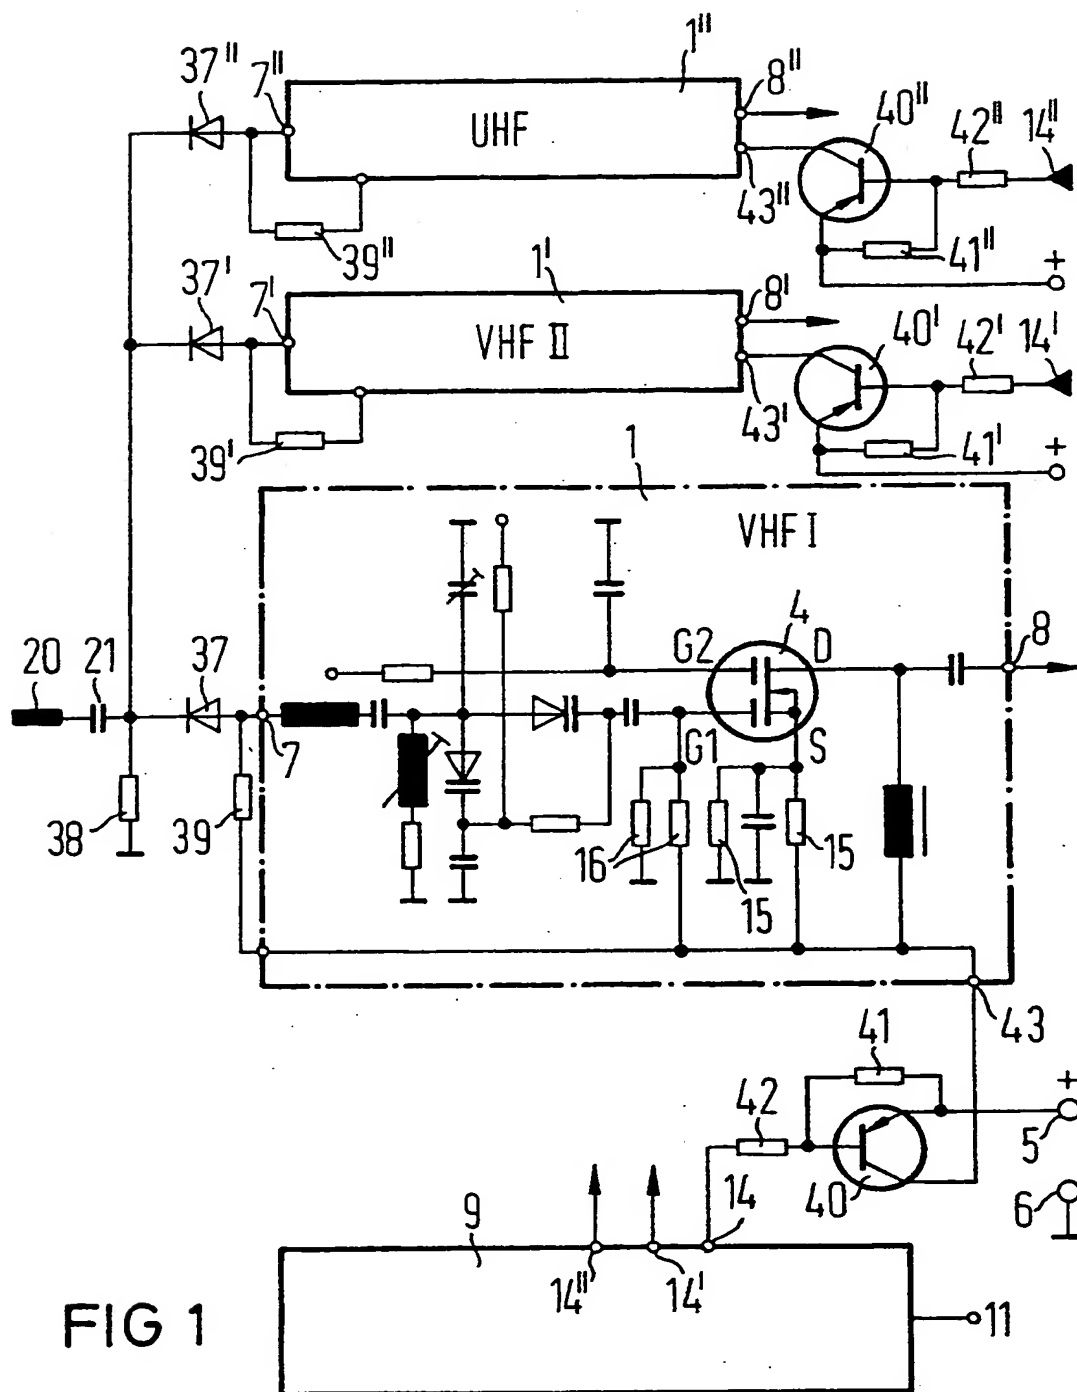 1"
37" 7" 8"
UHF 40" 42" 14"
43"
39" 41" +
37' 7' 1' 8'
VHF II 40' 42' 14'
43'
39' 41' +
1
VHF I
20 21 37 G2 4 D 8
7 G1 S
38 39 16 15 15
43
41
42 +
5
40
9 14 6
14" 14'
FIG 1 11